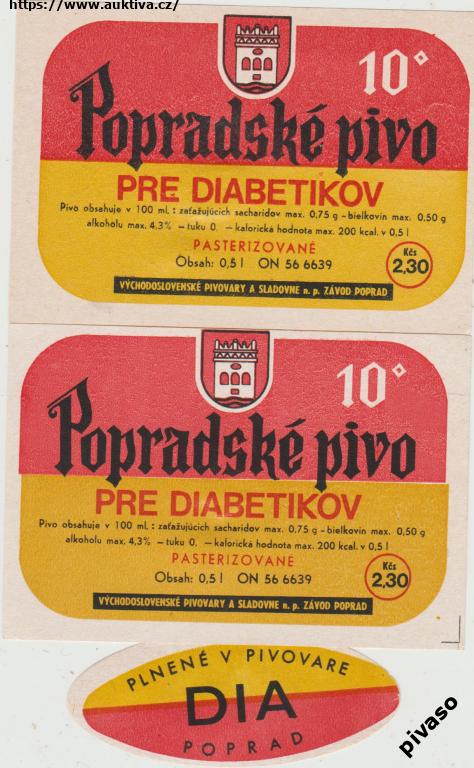 https://www.auktiva.cz/
10°
Popradské pivo
PRE DIABETIKOV
Pivo obsahuje v 100 ml.: zaťažujúcich sacharidov max. 0,75 g - bielkovin max. 0,50 g
alkoholu max. 4,3% - tuku 0. - kalorická hodnota max. 200 kcal. v 0,5 l
PASTERIZOVANÉ
Obsah: 0,5 l ON 56 6639
Kčs
2,30
VÝCHODOSLOVENSKÉ PIVOVARY A SLADOVNE n. p. ZÁVOD POPRAD
10°
Popradské pivo
PRE DIABETIKOV
Pivo obsahuje v 100 ml.: zaťažujúcich sacharidov max. 0,75 g - bielkovin max. 0,50 g
alkoholu max. 4,3% - tuku 0. - kalorická hodnota max. 200 kcal. v 0,5 l
PASTERIZOVANÉ
Obsah: 0,5 l ON 56 6639
Kčs
2,30
VÝCHODOSLOVENSKÉ PIVOVARY A SLADOVNE n. p. ZÁVOD POPRAD
PLNENÉ V PIVOVARE
DIA
POPRAD
pivaso